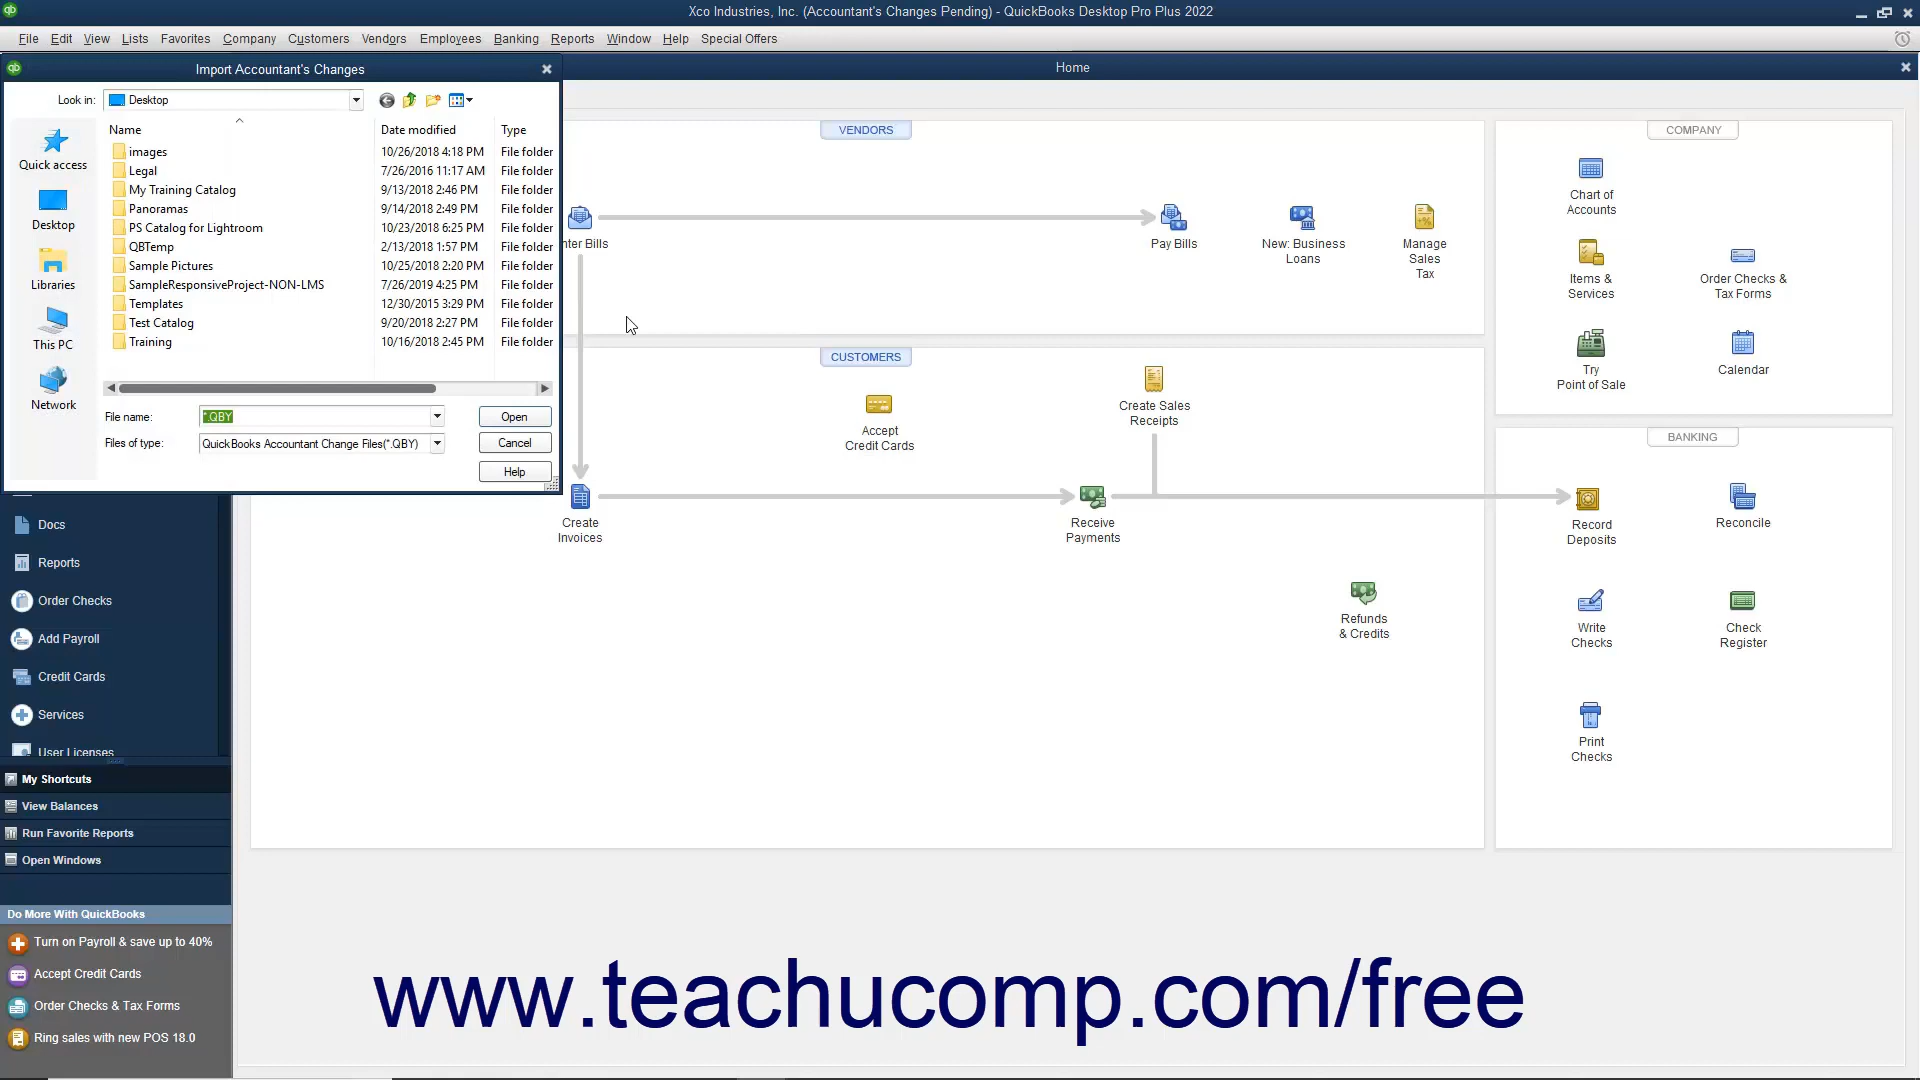 Xco Industries, Inc. (Accountant's Changes Pending) - QuickBooks Desktop Pro Plus 2022
File Edit View Lists Favorites Company Customers Vendors Employees Banking Reports Window Help Special Offers
Import Accountant's Changes
Home
Look in: Desktop
Name Date modified Type
images 10/26/2018 4:18 PM File folder
Legal 7/26/2016 11:17 AM File folder
My Training Catalog 9/13/2018 2:46 PM File folder
Panoramas 9/14/2018 2:49 PM File folder
PS Catalog for Lightroom 10/23/2018 6:25 PM File folder
QBTemp 2/13/2018 1:57 PM File folder
Sample Pictures 10/25/2018 2:20 PM File folder
SampleResponsiveProject-NON-LMS 7/26/2019 4:25 PM File folder
Templates 12/30/2015 3:29 PM File folder
Test Catalog 9/20/2018 2:27 PM File folder
Training 10/16/2018 2:45 PM File folder
Quick access
Desktop
Libraries
This PC
Network
File name: *.QBY Open
Files of type: QuickBooks Accountant Change Files(*.QBY) Cancel
Help
VENDORS
nter Bills
Pay Bills
New: Business
Loans
Manage
Sales
Tax
CUSTOMERS
Accept
Credit Cards
Create Sales
Receipts
Create
Invoices
Receive
Payments
Refunds
& Credits
COMPANY
Chart of
Accounts
Items &
Services
Order Checks &
Tax Forms
Try
Point of Sale
Calendar
BANKING
Record
Deposits
Reconcile
Write
Checks
Check
Register
Print
Checks
Docs
Reports
Order Checks
Add Payroll
Credit Cards
Services
User Licenses
My Shortcuts
View Balances
Run Favorite Reports
Open Windows
Do More With QuickBooks
Turn on Payroll & save up to 40%
Accept Credit Cards
Order Checks & Tax Forms
Ring sales with new POS 18.0
www.teachucomp.com/free